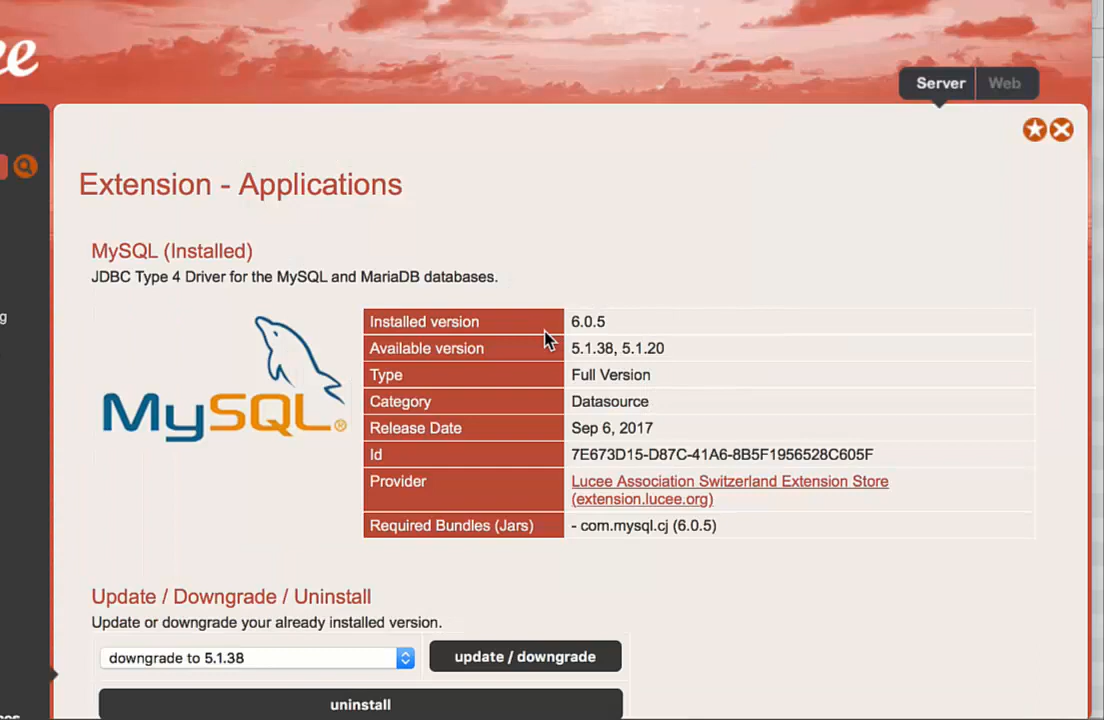 ee
Server
Web
Extension - Applications
MySQL (Installed)
JDBC Type 4 Driver for the MySQL and MariaDB databases.
MySQL®
Installed version 6.0.5
Available version 5.1.38, 5.1.20
Type Full Version
Category Datasource
Release Date Sep 6, 2017
Id 7E673D15-D87C-41A6-8B5F1956528C605F
Provider Lucee Association Switzerland Extension Store
(extension.lucee.org)
Required Bundles (Jars) - com.mysql.cj (6.0.5)
g
Update / Downgrade / Uninstall
Update or downgrade your already installed version.
downgrade to 5.1.38
update / downgrade
uninstall